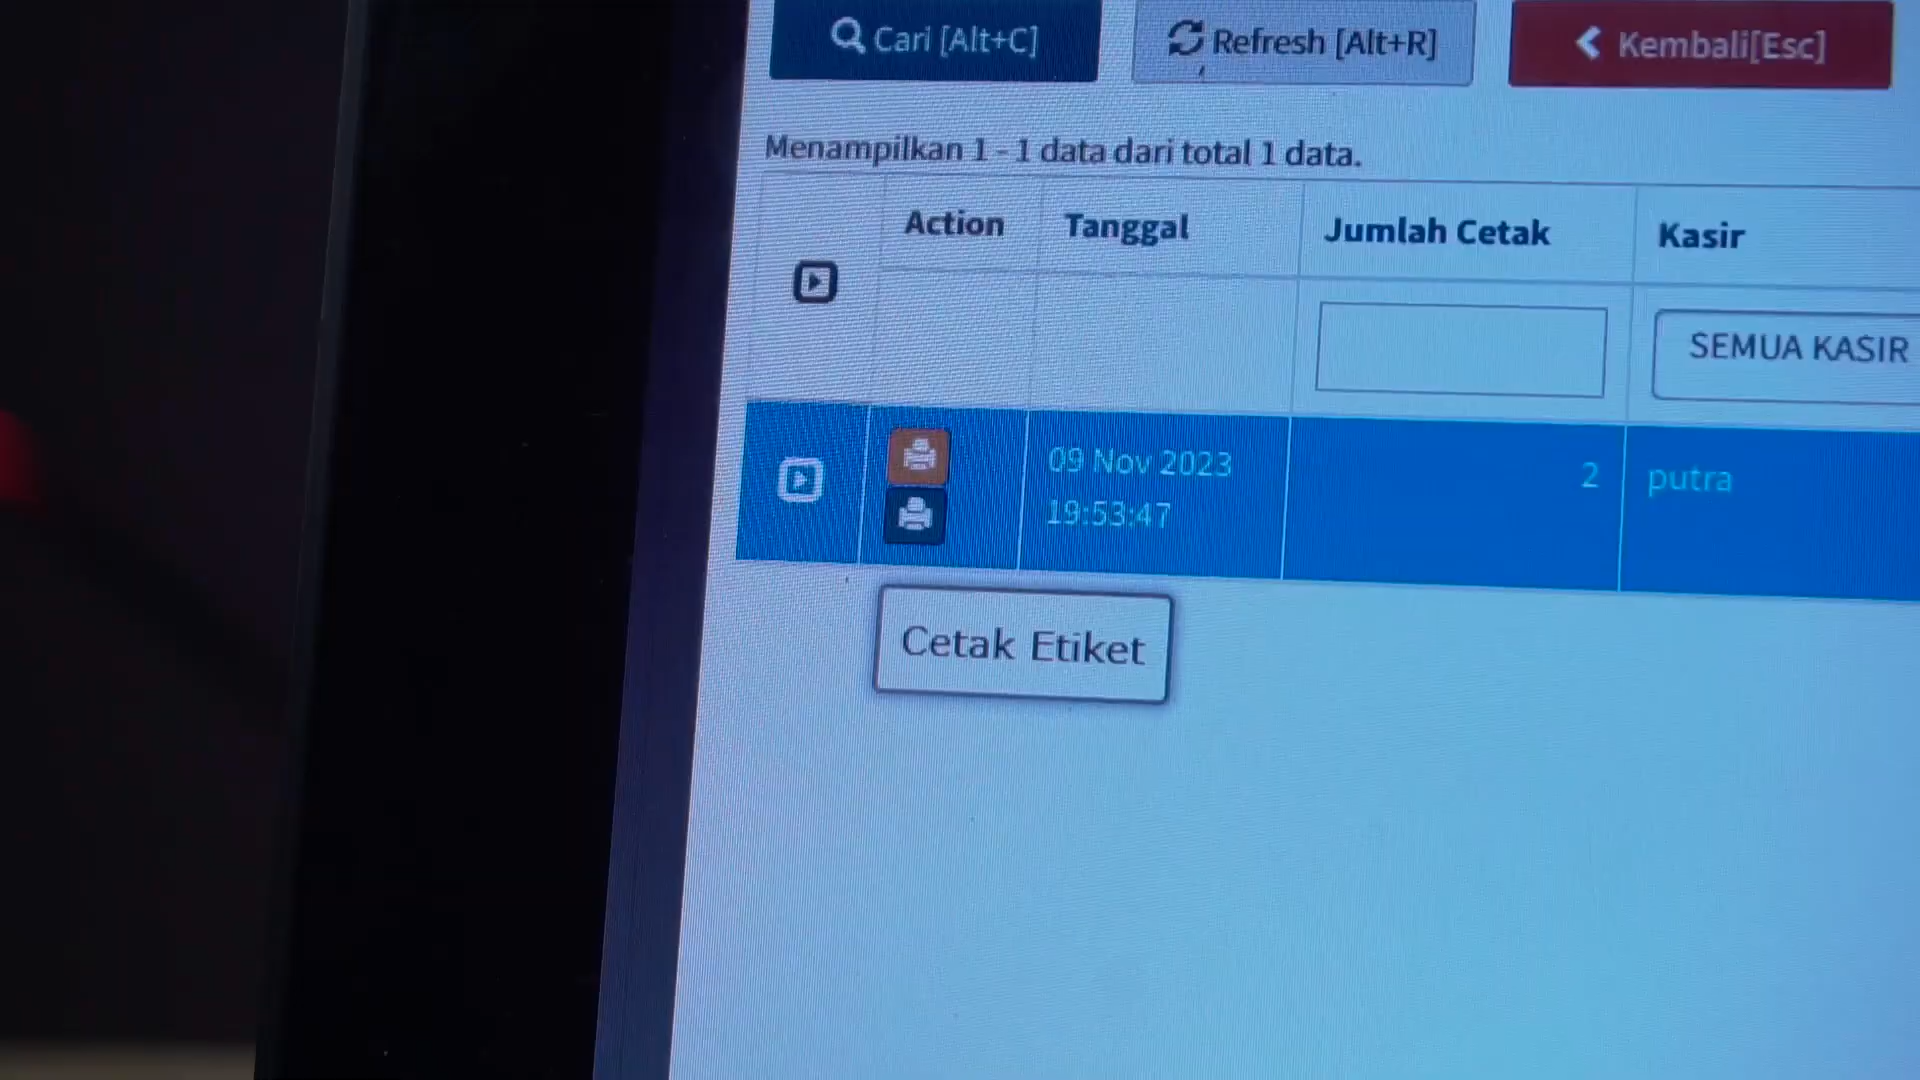 Cari [Alt+C]
Refresh [Alt+R]
Kembali[Esc]
Menampilkan 1 - 1 data dari total 1 data.
Action
Tanggal
Jumlah Cetak
Kasir
SEMUA KASIR
09 Nov 2023
19:53:47
2
putra
Cetak Etiket